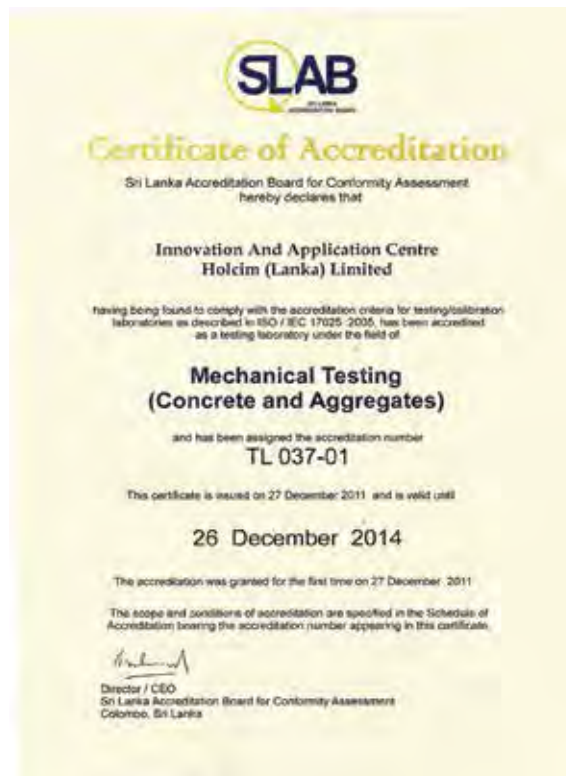 SLAB
SRI LANKA
ACCREDITATION BOARD
Certificate of Accreditation
Sri Lanka Accreditation Board for Conformity Assessment
hereby declares that
Innovation And Application Centre
Holcim (Lanka) Limited
having being found to comply with the accreditation criteria for testing/calibration
laboratories as described in ISO / IEC 17025 :2005, has been accredited
as a testing laboratory under the field of
Mechanical Testing
(Concrete and Aggregates)
and has been assigned the accreditation number
TL 037-01
This certificate is issued on 27 December 2011 and is valid until
26 December 2014
The accreditation was granted for the first time on 27 December 2011
The scope and conditions of accreditation are specified in the Schedule of
Accreditation bearing the accreditation number appearing in this certificate.
Director / CEO
Sri Lanka Accreditation Board for Conformity Assessment
Colombo, Sri Lanka